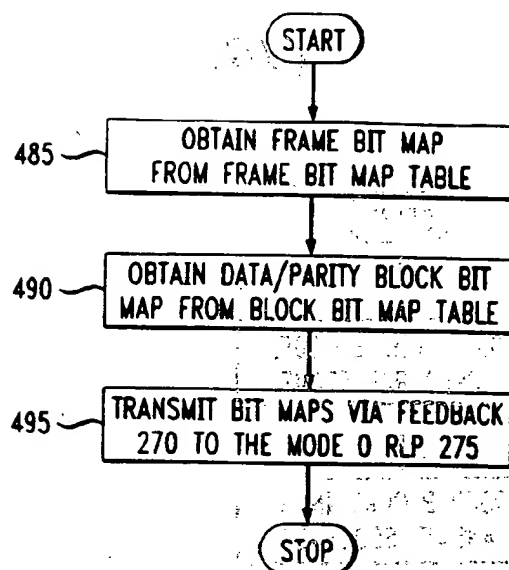 START
485
OBTAIN FRAME BIT MAP
FROM FRAME BIT MAP TABLE
490
OBTAIN DATA/PARITY BLOCK BIT
MAP FROM BLOCK BIT MAP TABLE
495
TRANSMIT BIT MAPS VIA FEEDBACK
270 TO THE MODE 0 RLP 275
STOP